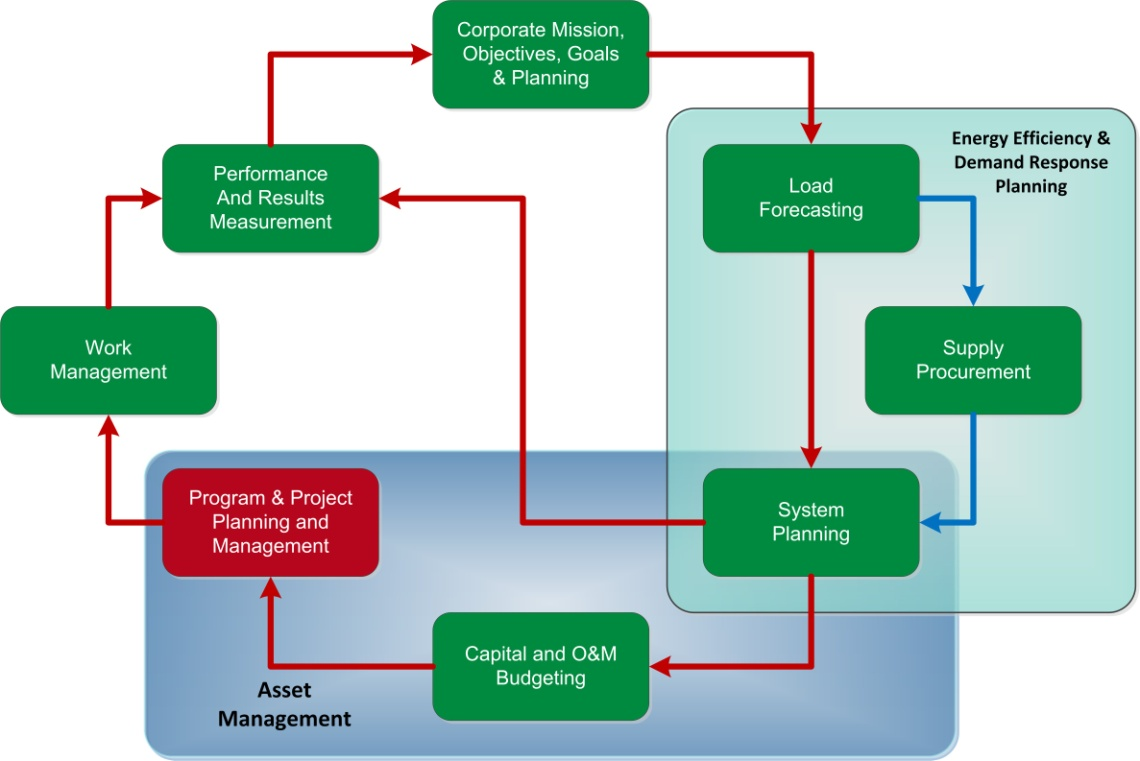 Corporate Mission,
Objectives, Goals
& Planning
Energy Efficiency &
Demand Response
Planning
Performance
And Results
Measurement
Load
Forecasting
Work
Management
Supply
Procurement
Program & Project
Planning and
Management
System
Planning
Capital and O&M
Budgeting
Asset
Management